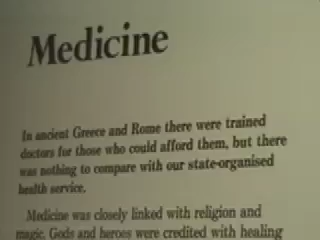 Medicine
In ancient Greece and Rome there were trained
doctors for those who could afford them, but there
was nothing to compare with our state-organised
health service.
Medicine was closely linked with religion and
magic. Gods and heroes were credited with healing